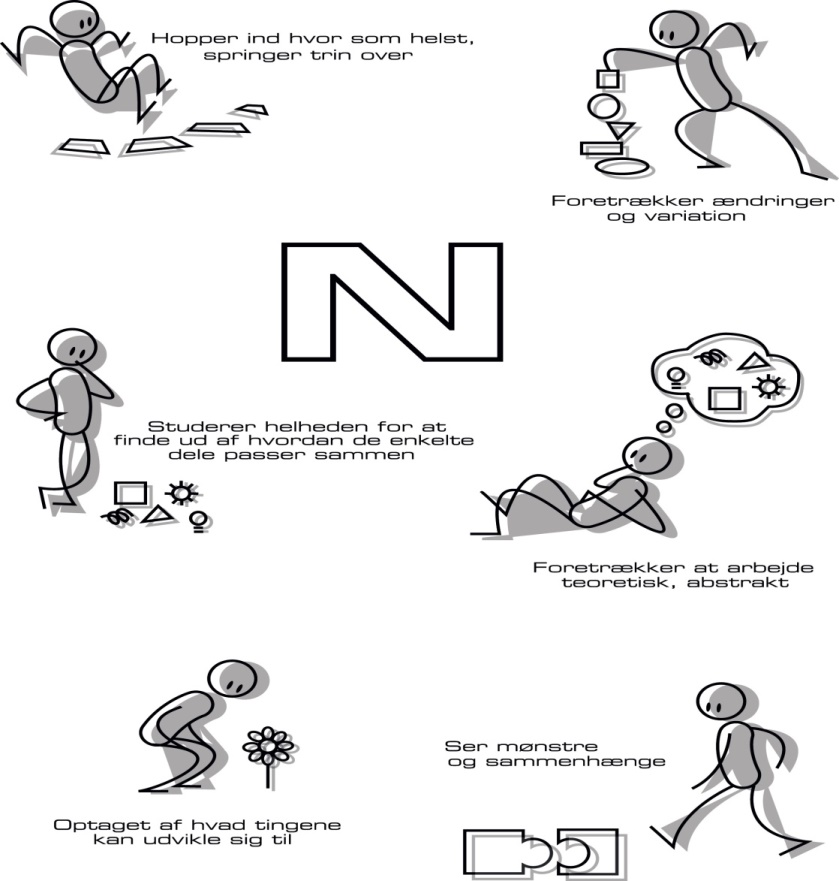 Hopper ind hvor som helst,
springer trin over
Foretrækker ændringer
og variation
N
Studerer helheden for at
finde ud af hvordan de enkelte
dele passer sammen
Foretrækker at arbejde
teoretisk, abstrakt
Ser mønstre
og sammenhænge
Optaget af hvad tingene
kan udvikle sig til